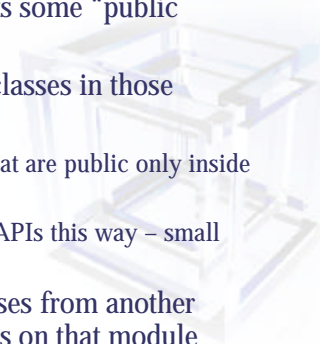 s some “public
classes in those
at are public only inside
APIs this way – small
ses from another
s on that module